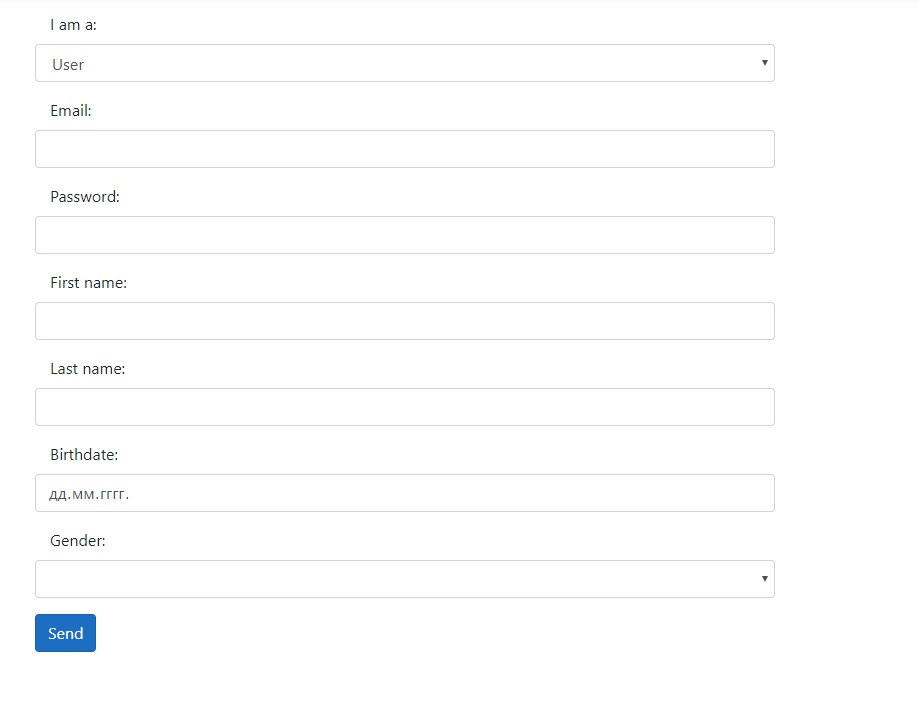 I am a:
User
Email:
Password:
First name:
Last name:
Birthdate:
дд.мм.гггг.
Gender:
Send